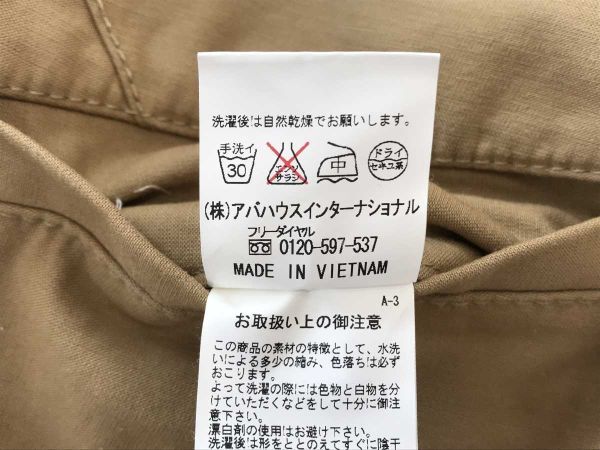 洗濯後は自然乾燥でお願いします。
手洗イ
30
エンソ
サラシ
中
ドライ
セキユ系
(株)アバハウスインターナショナル
フリーダイヤル
0120-597-537
MADE IN VIETNAM
A-3
お取扱い上の御注意
この商品の素材の特徴として、水洗
いによる多少の縮み、色落ちは必ず
おこります。
よって洗濯の際には色物と白物を分
けていただくなどをして十分に御注
意下さい。
漂白剤の使用はお避け下さい。
洗濯後は形をととのえてすぐに陰干